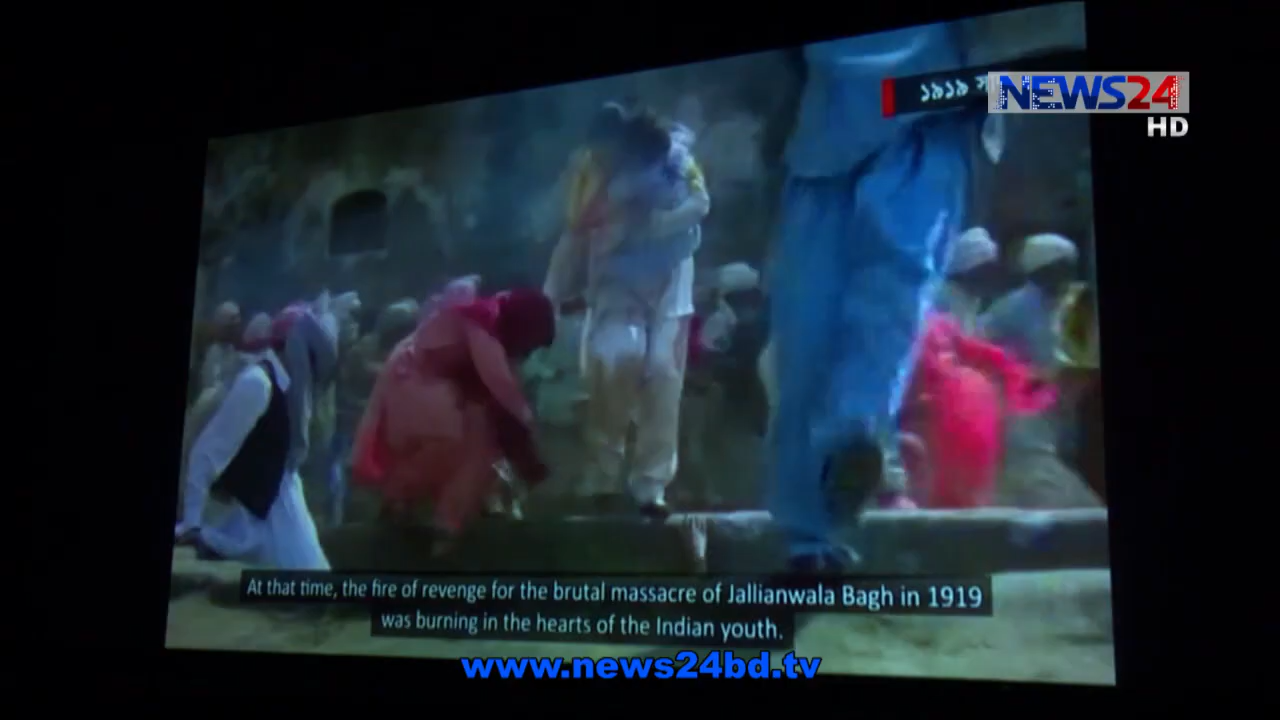 ১৯১৯
NEWS24
HD
At that time, the fire of revenge for the brutal massacre of Jallianwala Bagh in 1919
was burning in the hearts of the Indian youth.
www.news24bd.tv